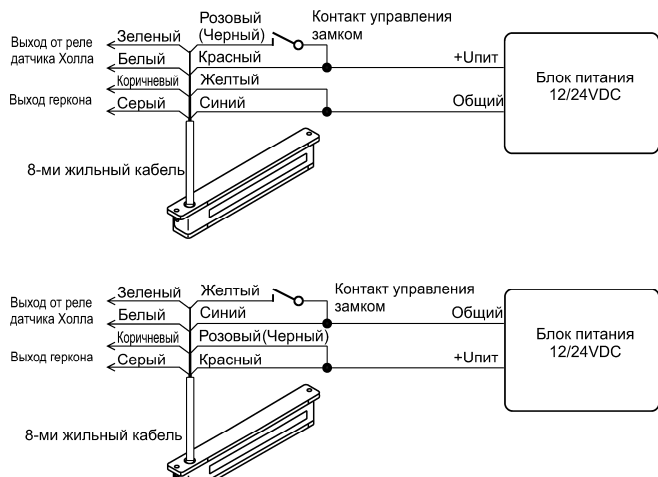 Розовый
(Черный)
Контакт управления
замком
Зеленый
Выход от реле
датчика Холла
Белый
Красный
+Uпит
Блок питания
12/24VDC
Коричневый
Желтый
Выход геркона
Серый
Синий
Общий
8-ми жильный кабель
Зеленый
Желтый
Контакт управления
замком
Выход от реле
датчика Холла
Белый
Синий
Общий
Блок питания
12/24VDC
Коричневый
Розовый(Черный)
Выход геркона
Серый
Красный
+Uпит
8-ми жильный кабель